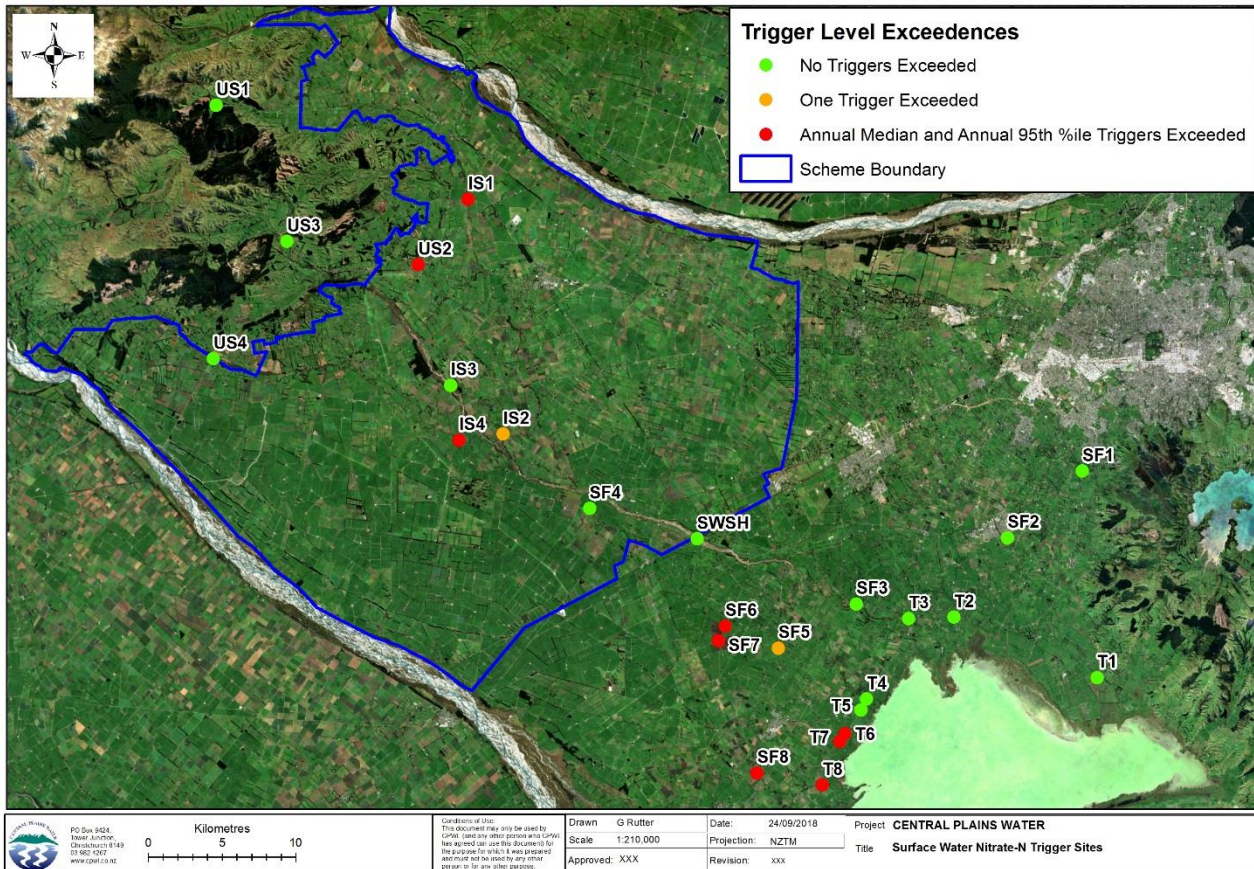 N
W E
S
Trigger Level Exceedences
No Triggers Exceeded
One Trigger Exceeded
Annual Median and Annual 95th %ile Triggers Exceeded
Scheme Boundary
US1
IS1
US3
US2
US4
IS3
IS4
IS2
SF4
SWSH
SF1
SF2
SF3
T3
T2
SF6
SF7
SF5
T1
T4
T5
T7
T6
SF8
T8
CENTRAL PLAINS WATER
PO Box 9424,
Tower Junction,
Christchurch 8149
03 982 4267
www.cpwl.co.nz
Kilometres
0 5 10
Conditions of Use
This document may only be used by
CPWL (and any other person who CPWL
has agreed can use this document) for
the purpose for which it was prepared
and must not be used by any other
person or for any other purpose.
Drawn G Rutter
Scale 1:210,000
Approved: XXX
Date: 24/09/2018
Projection: NZTM
Revision: xxx
Project CENTRAL PLAINS WATER
Title Surface Water Nitrate-N Trigger Sites